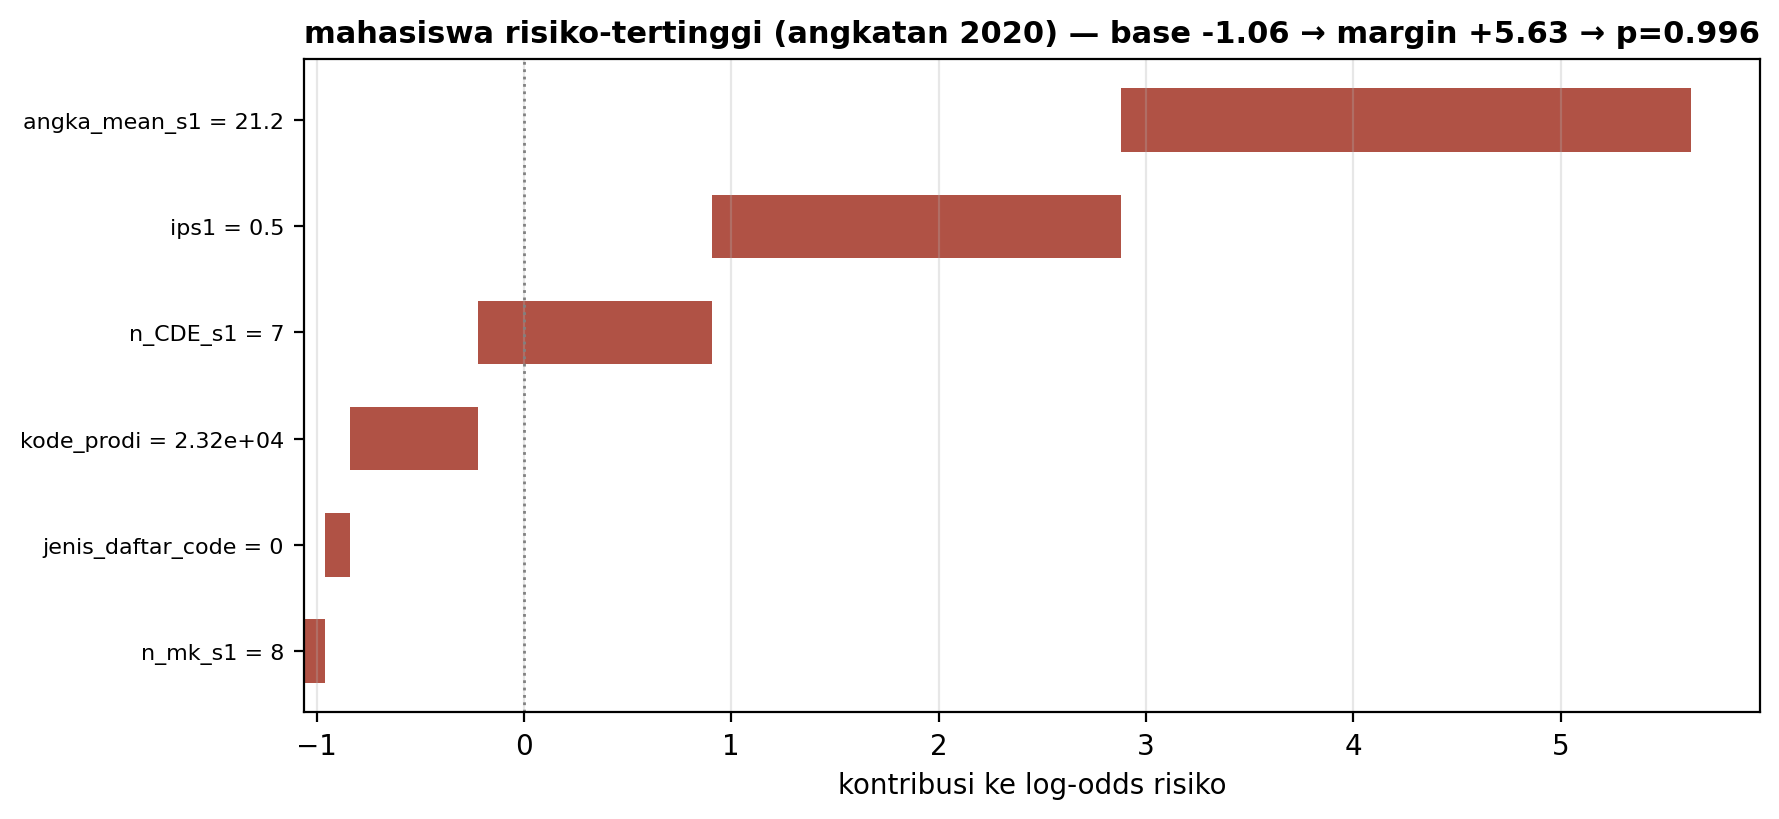 mahasiswa risiko-tertinggi (angkatan 2020) — base -1.06 → margin +5.63 → p=0.996
angka_mean_s1 = 21.2
ips1 = 0.5
n_CDE_s1 = 7
kode_prodi = 2.32e+04
jenis_daftar_code = 0
n_mk_s1 = 8
−1 0 1 2 3 4 5
kontribusi ke log-odds risiko